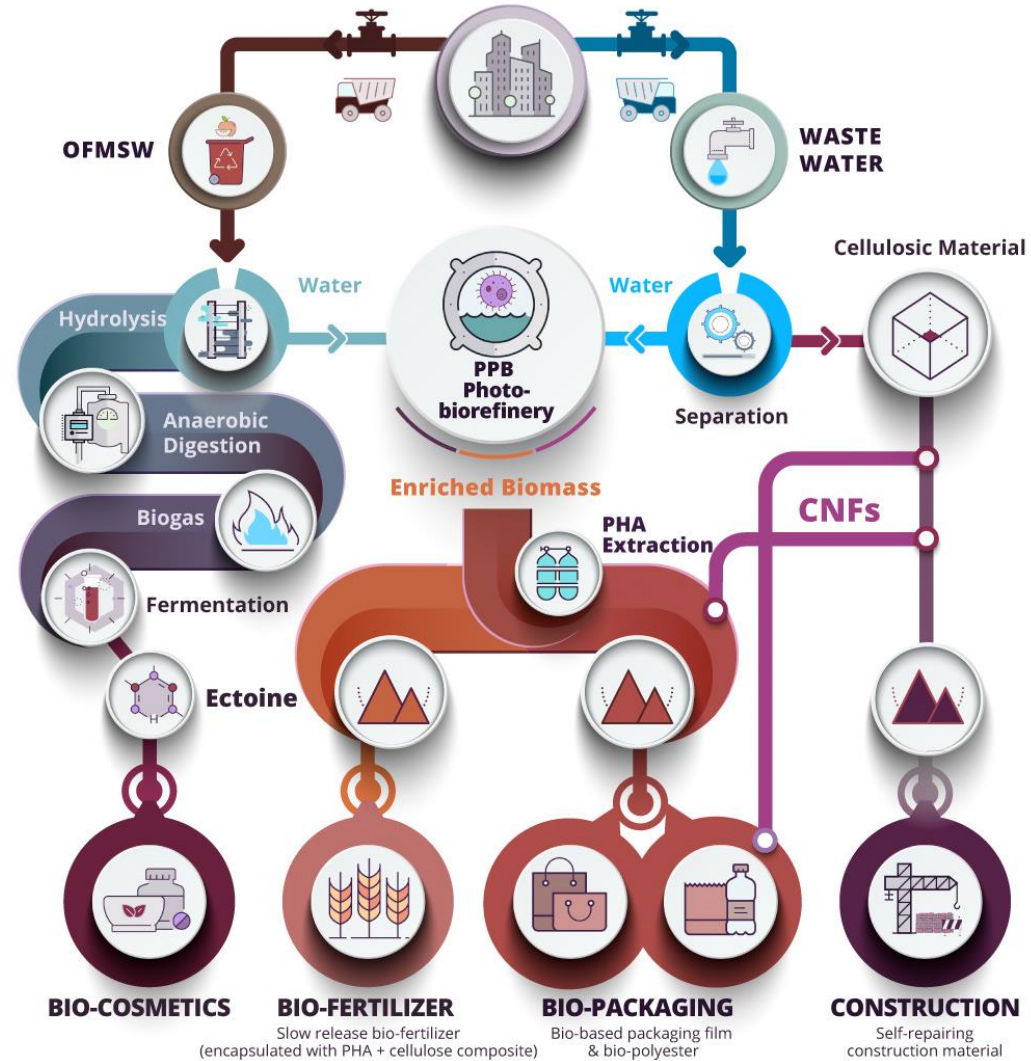 OFMSW
WASTE
WATER
Cellulosic Material
Water
Water
Hydrolysis
PPB
Photo-
biorefinery
Separation
Anaerobic
Digestion
Enriched Biomass
CNFs
Biogas
PHA
Extraction
Fermentation
Ectoine
H
BIO-COSMETICS
BIO-FERTILIZER
Slow release bio-fertilizer
(encapsulated with PHA + cellulose composite)
BIO-PACKAGING
Bio-based packaging film
& bio-polyester
CONSTRUCTION
Self-repairing
construction material